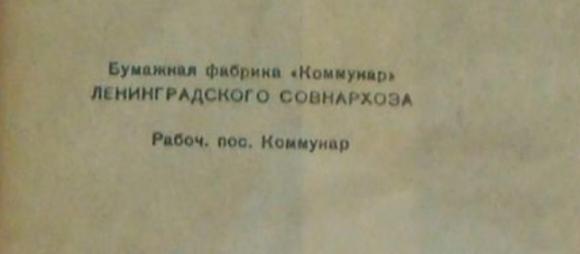 Бумажная фабрика «Коммунар»
ЛЕНИНГРАДСКОГО СОВНАРХОЗА
Рабоч. пос. Коммунар